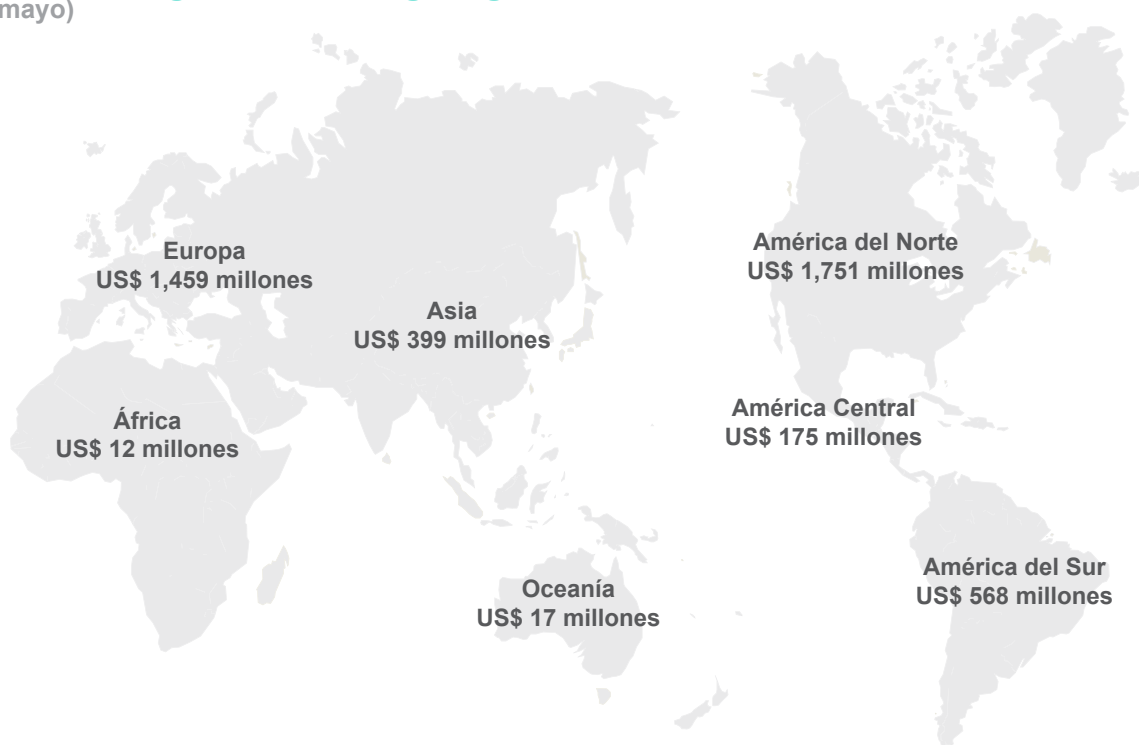 mayo)
Europa
US$ 1,459 millones
América del Norte
US$ 1,751 millones
Asia
US$ 399 millones
África
US$ 12 millones
América Central
US$ 175 millones
América del Sur
US$ 568 millones
Oceanía
US$ 17 millones